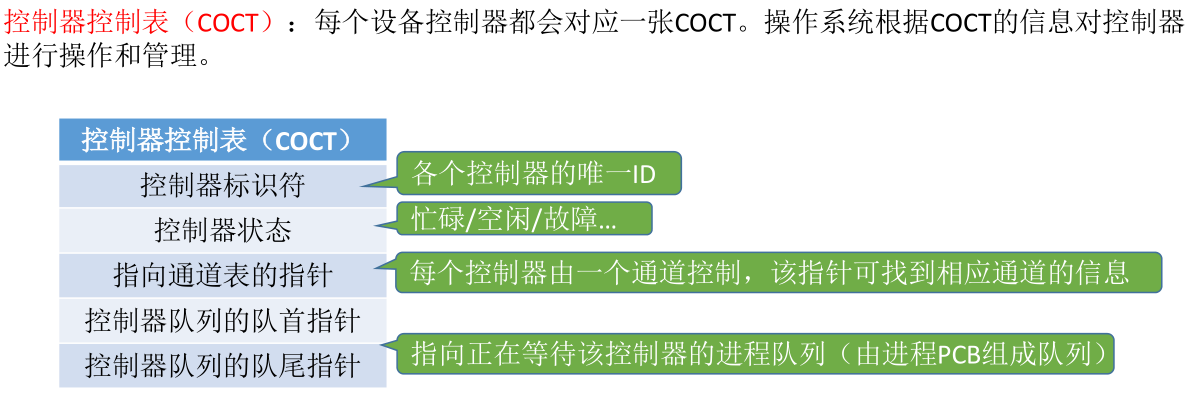 控制器控制表（COCT）：每个设备控制器都会对应一张COCT。操作系统根据COCT的信息对控制器
进行操作和管理。
控制器控制表（COCT）
控制器标识符
各个控制器的唯一ID
控制器状态
忙碌/空闲/故障...
指向通道表的指针
每个控制器由一个通道控制，该指针可找到相应通道的信息
控制器队列的队首指针
控制器队列的队尾指针
指向正在等待该控制器的进程队列（由进程PCB组成队列）